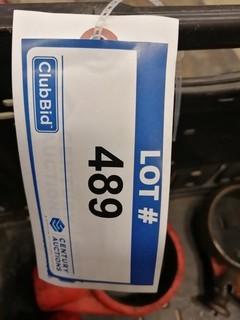 LOT #
489
ClubBid
CENTURY
AUCTIONS